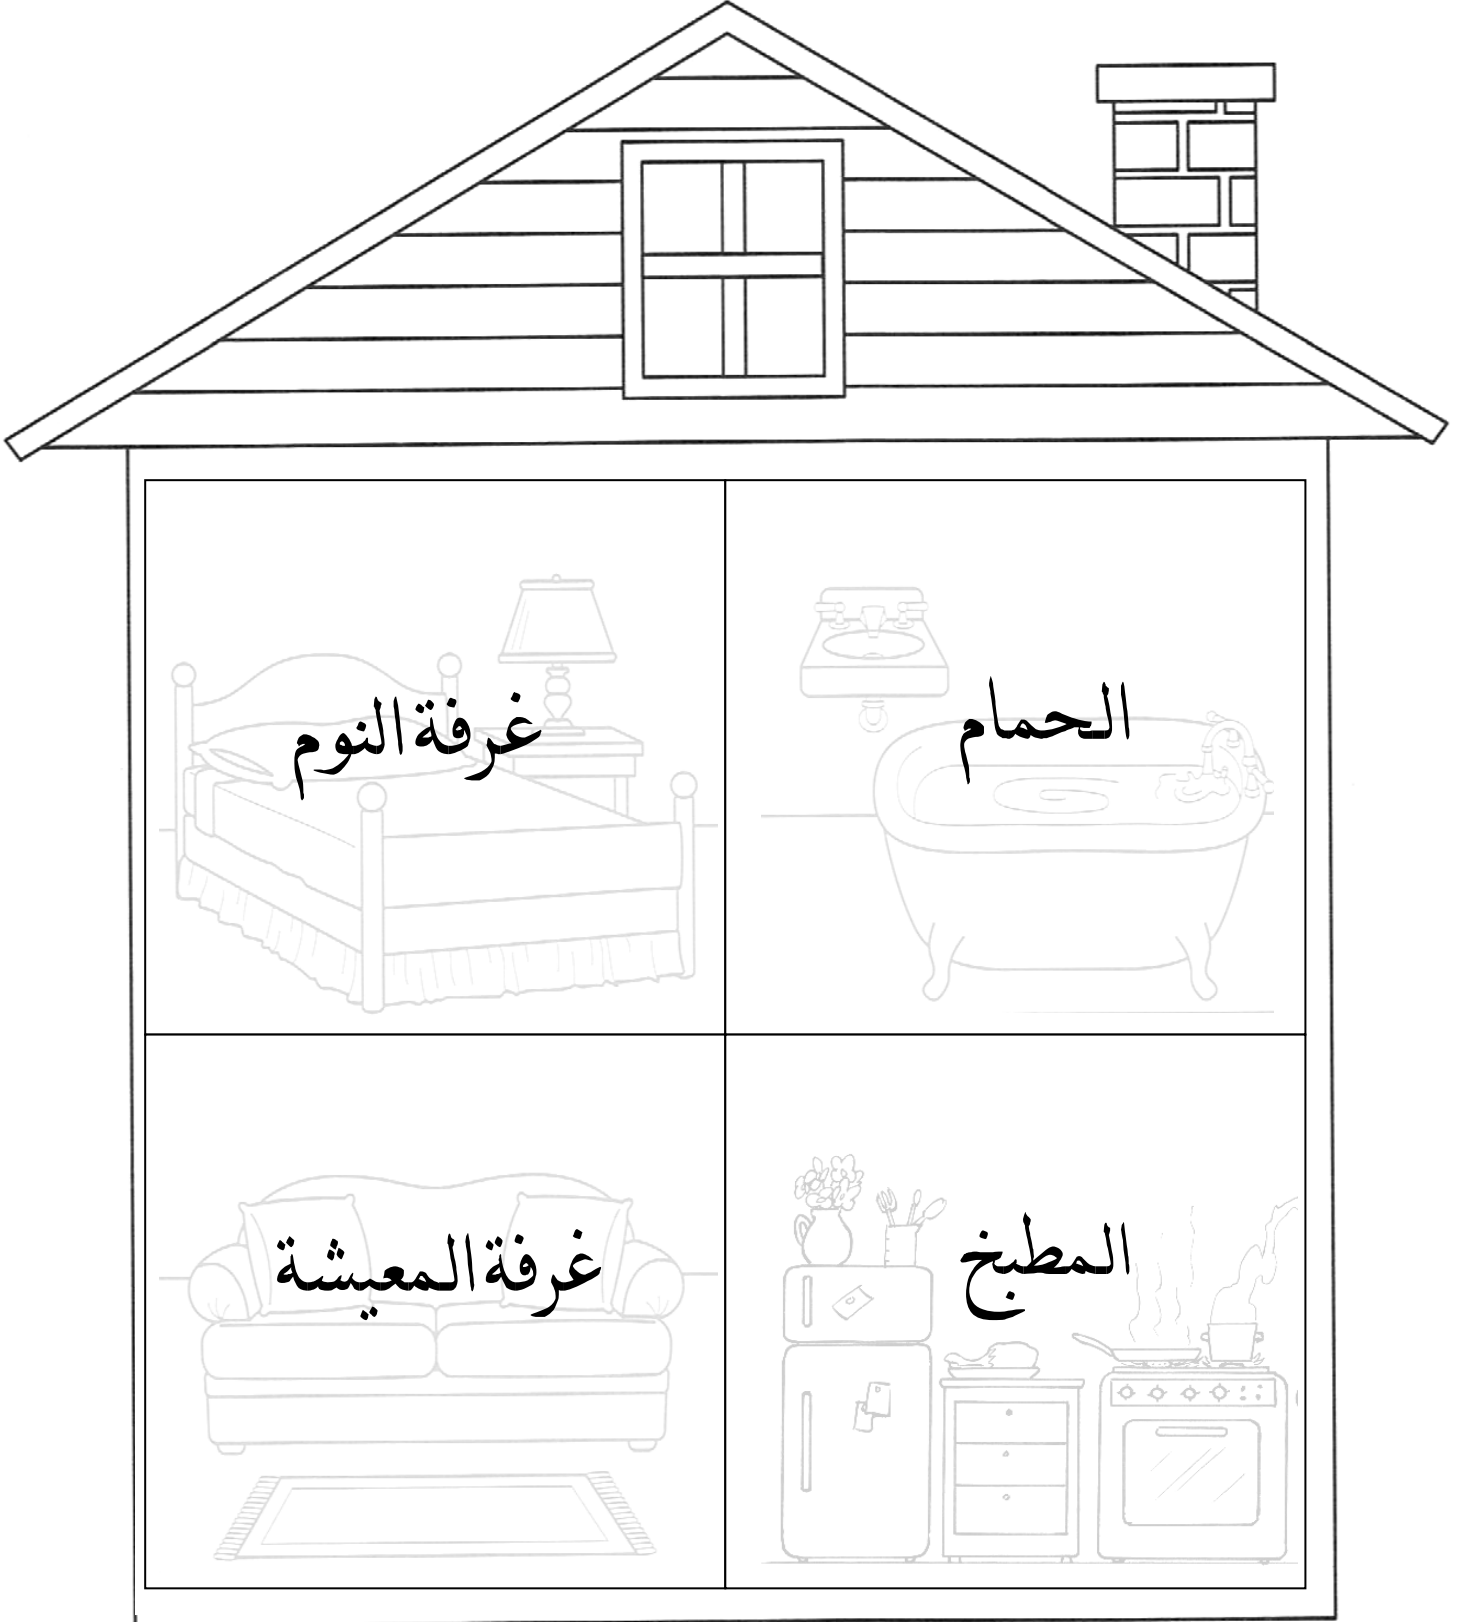 الحمام
غرفة النوم
المطبخ
غرفة المعيشة